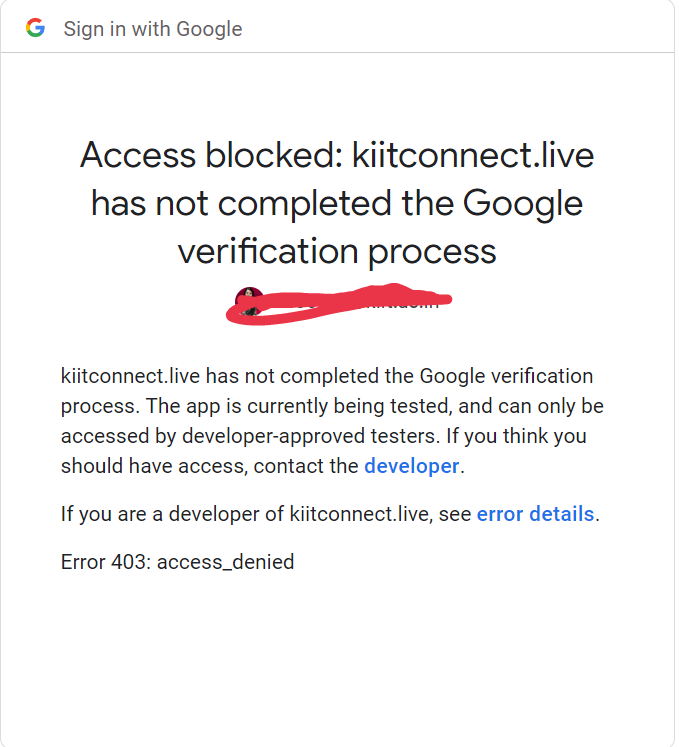 Sign in with Google
Access blocked: kiitconnect.live
has not completed the Google
verification process
kiitconnect.live has not completed the Google verification
process. The app is currently being tested, and can only be
accessed by developer-approved testers. If you think you
should have access, contact the developer.
If you are a developer of kiitconnect.live, see error details.
Error 403: access_denied